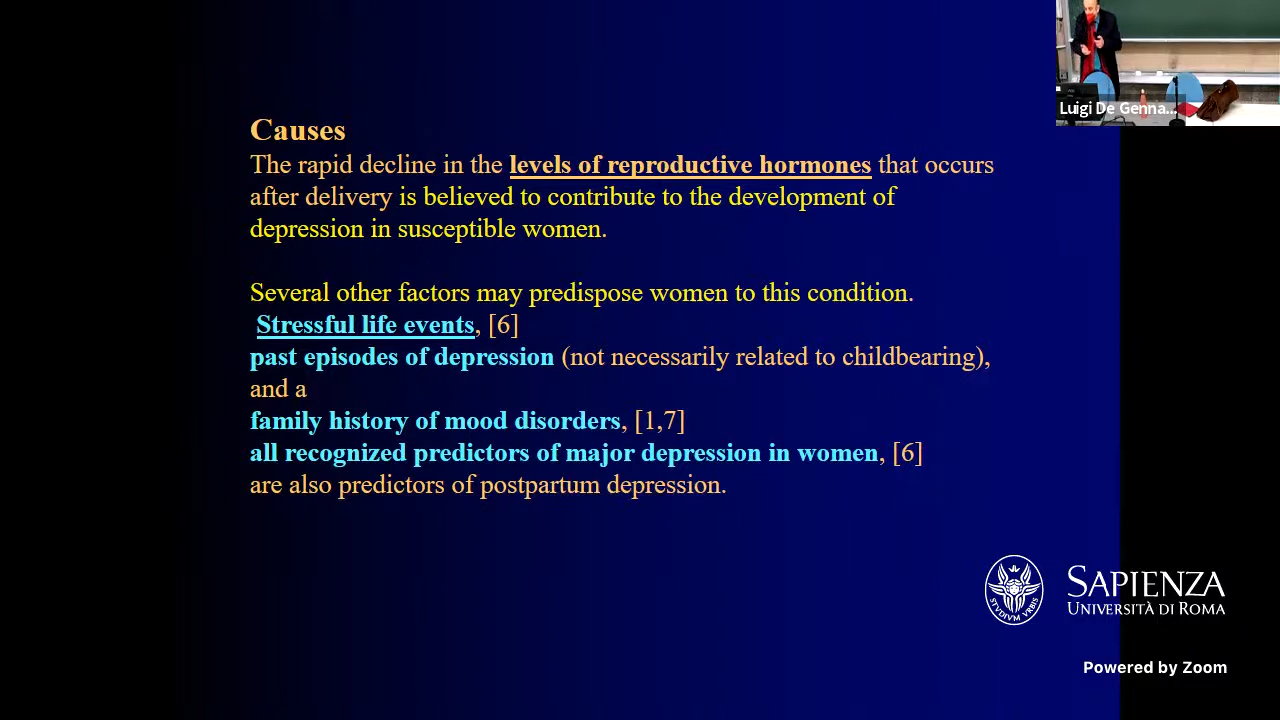 Causes
The rapid decline in the levels of reproductive hormones that occurs
after delivery is believed to contribute to the development of
depression in susceptible women.
Several other factors may predispose women to this condition.
Stressful life events, [6]
past episodes of depression (not necessarily related to childbearing),
and a
family history of mood disorders, [1,7]
all recognized predictors of major depression in women, [6]
are also predictors of postpartum depression.
Luigi De Genna...
STVDIVM VRBIS
SAPIENZA
UNIVERSITÀ DI ROMA
Powered by Zoom